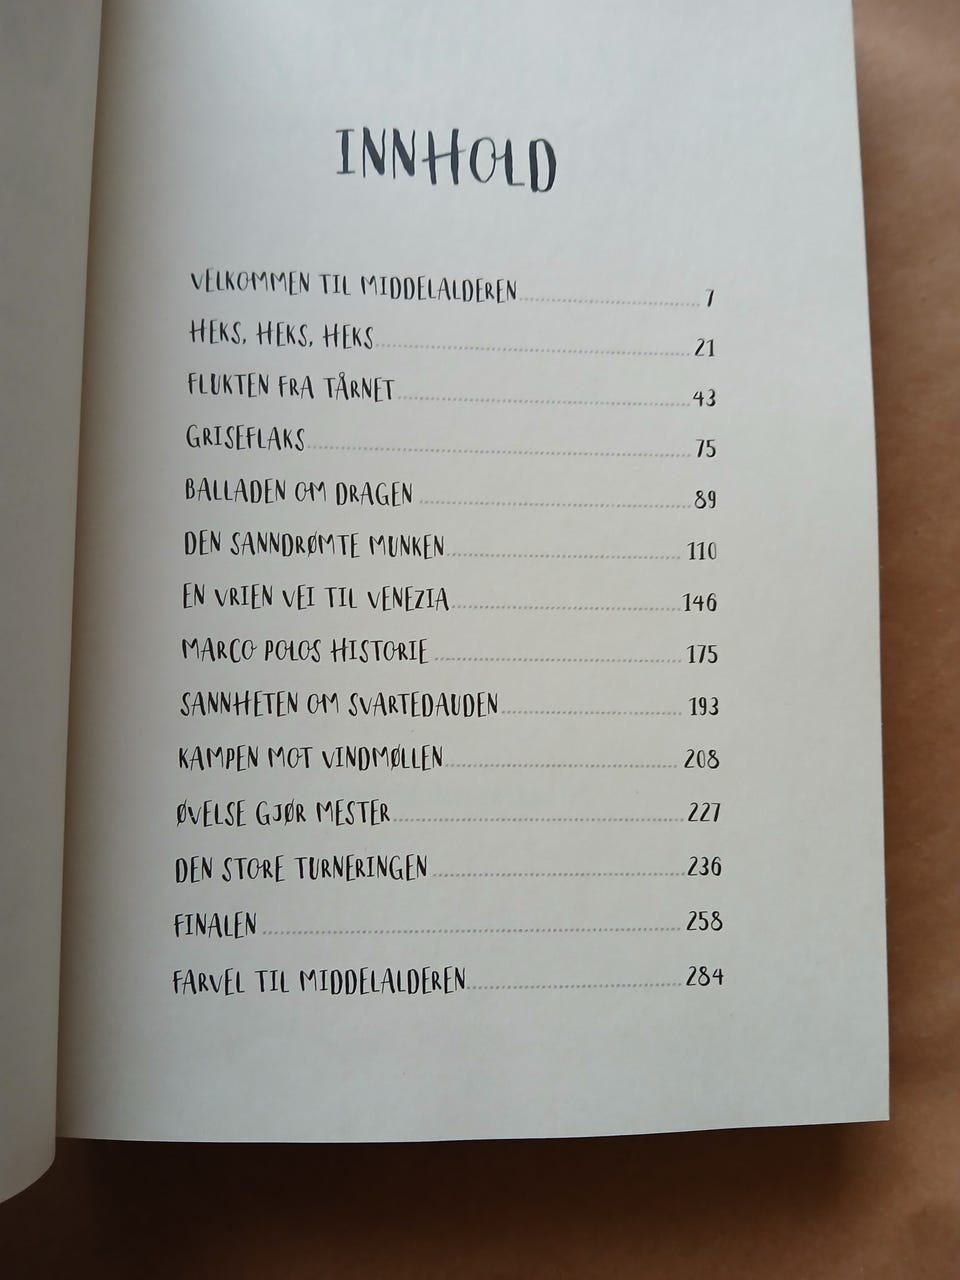 INNHOLD
VELKOMMEN TIL MIDDELALDEREN 7
HEKS, HEKS, HEKS 21
FLUKTEN FRA TÅRNET 43
GRISEFLAKS 75
BALLADEN OM DRAGEN 89
DEN SANNDRØMTE MUNKEN 110
EN VRIEN VEI TIL VENEZIA 146
MARCO POLOS HISTORIE 175
SANNHETEN OM SVARTEDAUDEN 193
KAMPEN MOT VINDMØLLEN 208
ØVELSE GJØR MESTER 227
DEN STORE TURNERINGEN 236
FINALEN 258
FARVEL TIL MIDDELALDEREN 284